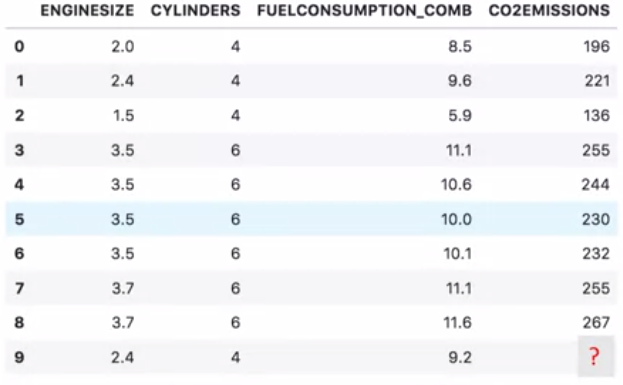 ENGINESIZE CYLINDERS FUELCONSUMPTION_COMB CO2EMISSIONS
0 2.0 4 8.5 196
1 2.4 4 9.6 221
2 1.5 4 5.9 136
3 3.5 6 11.1 255
4 3.5 6 10.6 244
5 3.5 6 10.0 230
6 3.5 6 10.1 232
7 3.7 6 11.1 255
8 3.7 6 11.6 267
9 2.4 4 9.2 ?